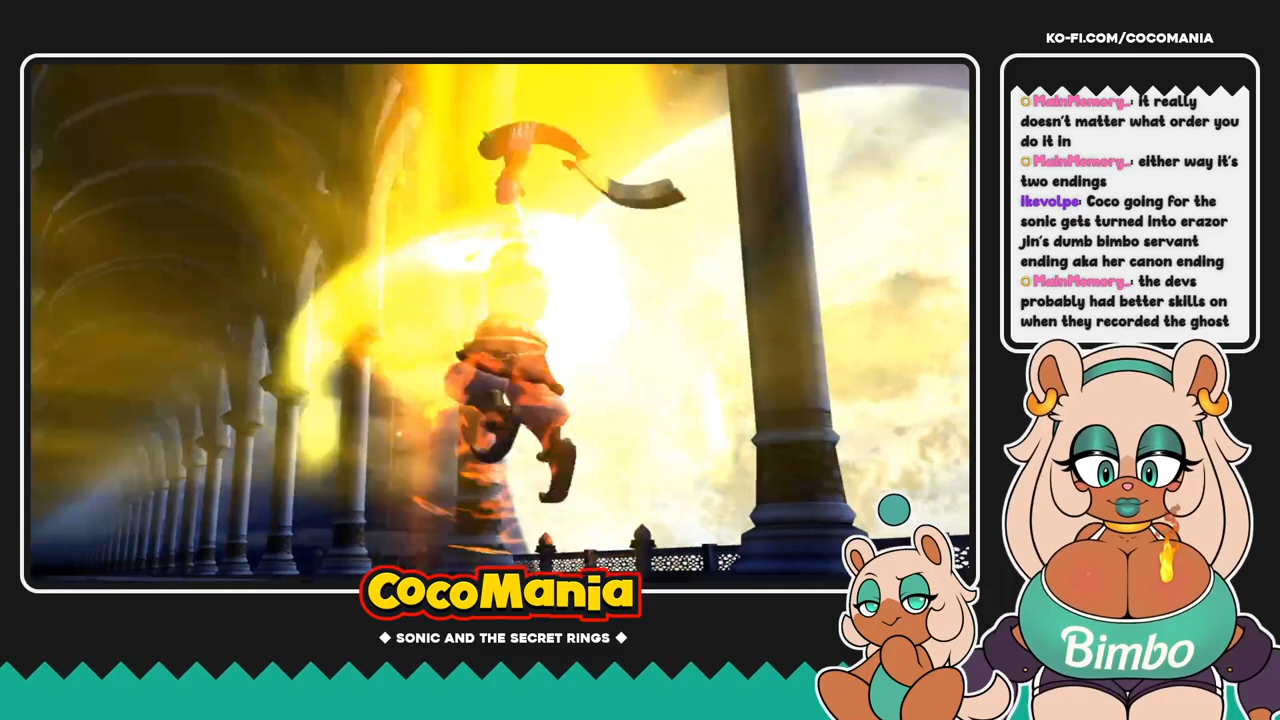 KO-FI.COM/COCOMANIA
MainMemory_: it really
doesn't matter what order you
do it in
MainMemory_: either way it's
two endings
ikevolpe: Coco going for the
sonic gets turned into erazor
jin's dumb bimbo servant
ending aka her canon ending
MainMemory_: the devs
probably had better skills on
when they recorded the ghost
CocoMania
◆ SONIC AND THE SECRET RINGS ◆
Bimbo